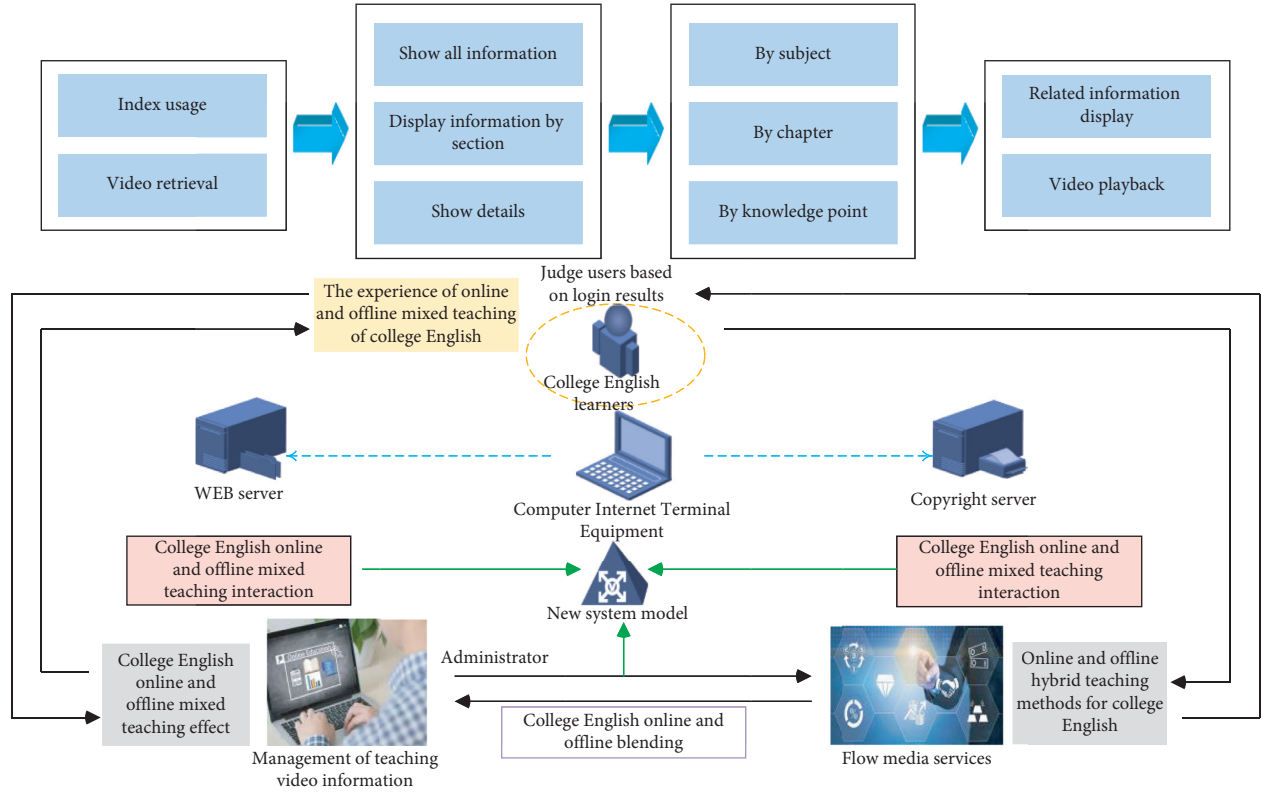 Index usage
Video retrieval
Show all information
Display information by
section
Show details
By subject
By chapter
By knowledge point
Related information
display
Video playback
The experience of online
and offline mixed teaching
of college English
Judge users based
on login results
College English
learners
WEB server
Computer Internet Terminal
Equipment
Copyright server
College English online
and offline mixed
teaching interaction
New system model
College English online and
offline mixed teaching
interaction
College English
online and
offline mixed
teaching effect
Online Education
Management of teaching
video information
Administrator
College English online and
offline blending
Flow media services
Online and offline
hybrid teaching
methods for college
English